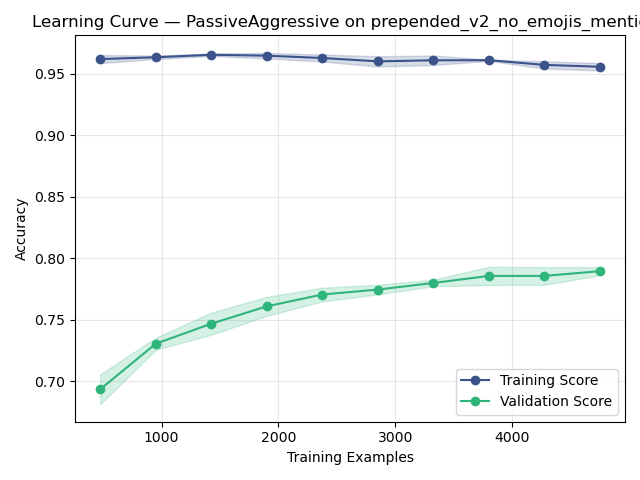 Learning Curve — PassiveAggressive on prepended_v2_no_emojis_mentio
0.95
0.90
0.85
0.80
0.75
0.70
Accuracy
1000 2000 3000 4000
Training Examples
Training Score
Validation Score